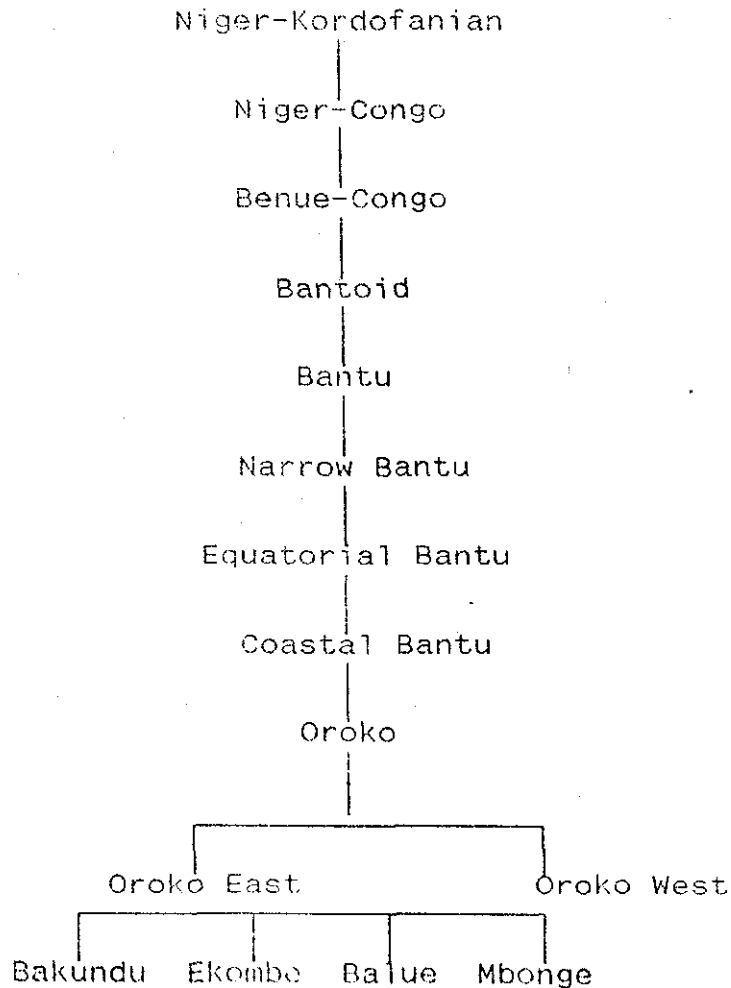 Niger-Kordofanian
Niger-Congo
Benue-Congo
Bantoid
Bantu
Narrow Bantu
Equatorial Bantu
Coastal Bantu
Oroko
Oroko East Oroko West
Bakundu Ekombe Balue Mbonge